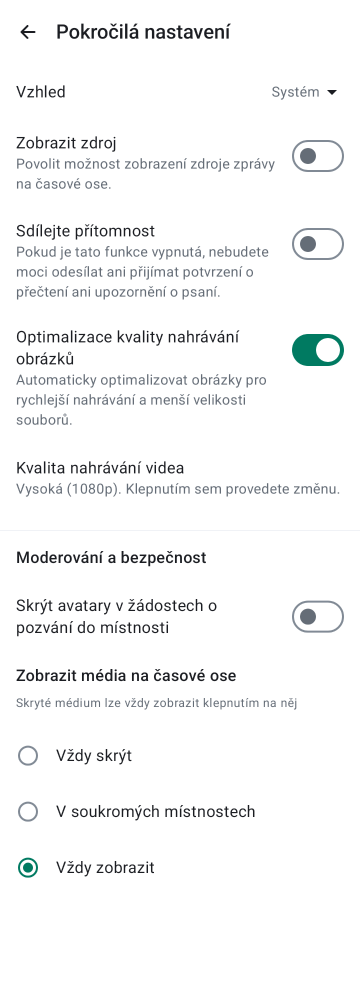 Pokročilá nastavení
Vzhled
Systém
Zobrazit zdroj
Povolit možnost zobrazení zdroje zprávy
na časové ose.
Sdílejte přítomnost
Pokud je tato funkce vypnutá, nebudete
moci odesílat ani přijímat potvrzení o
přečtení ani upozornění o psaní.
Optimalizace kvality nahrávání
obrázků
Automaticky optimalizovat obrázky pro
rychlejší nahrávání a menší velikosti
souborů.
Kvalita nahrávání videa
Vysoká (1080p). Klepnutím sem provedete změnu.
Moderování a bezpečnost
Skrýt avatary v žádostech o
pozvání do místnosti
Zobrazit média na časové ose
Skryté médium lze vždy zobrazit klepnutím na něj
Vždy skrýt
V soukromých místnostech
Vždy zobrazit